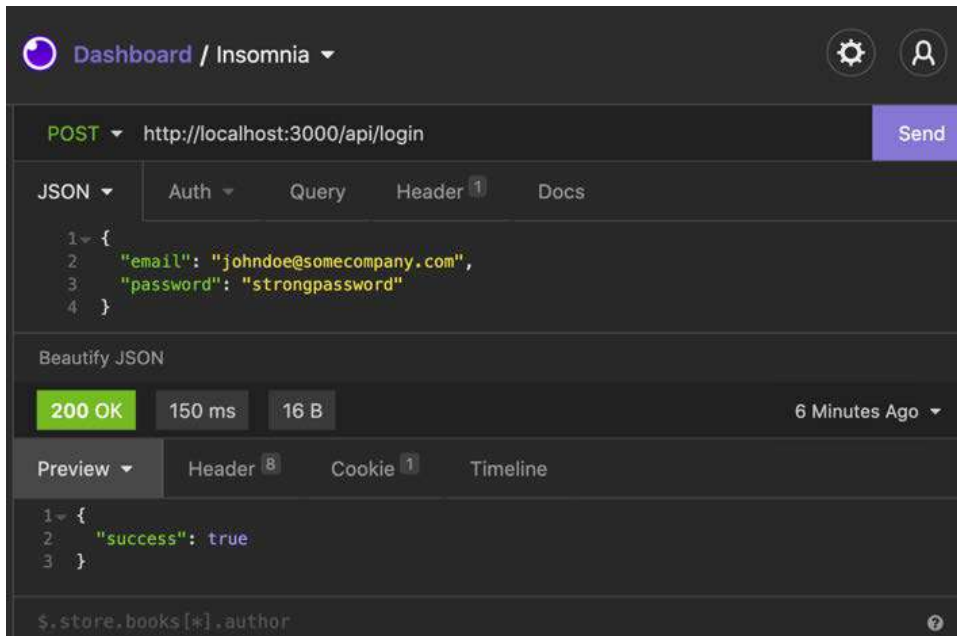 Dashboard / Insomnia
POST http://localhost:3000/api/login Send
JSON Auth Query Header 1 Docs
1 {
2 "email": "johndoe@somecompany.com",
3 "password": "strongpassword"
4 }
Beautify JSON
200 OK 150 ms 16 B 6 Minutes Ago
Preview Header 8 Cookie 1 Timeline
1 {
2 "success": true
3 }
$.store.books[*].author